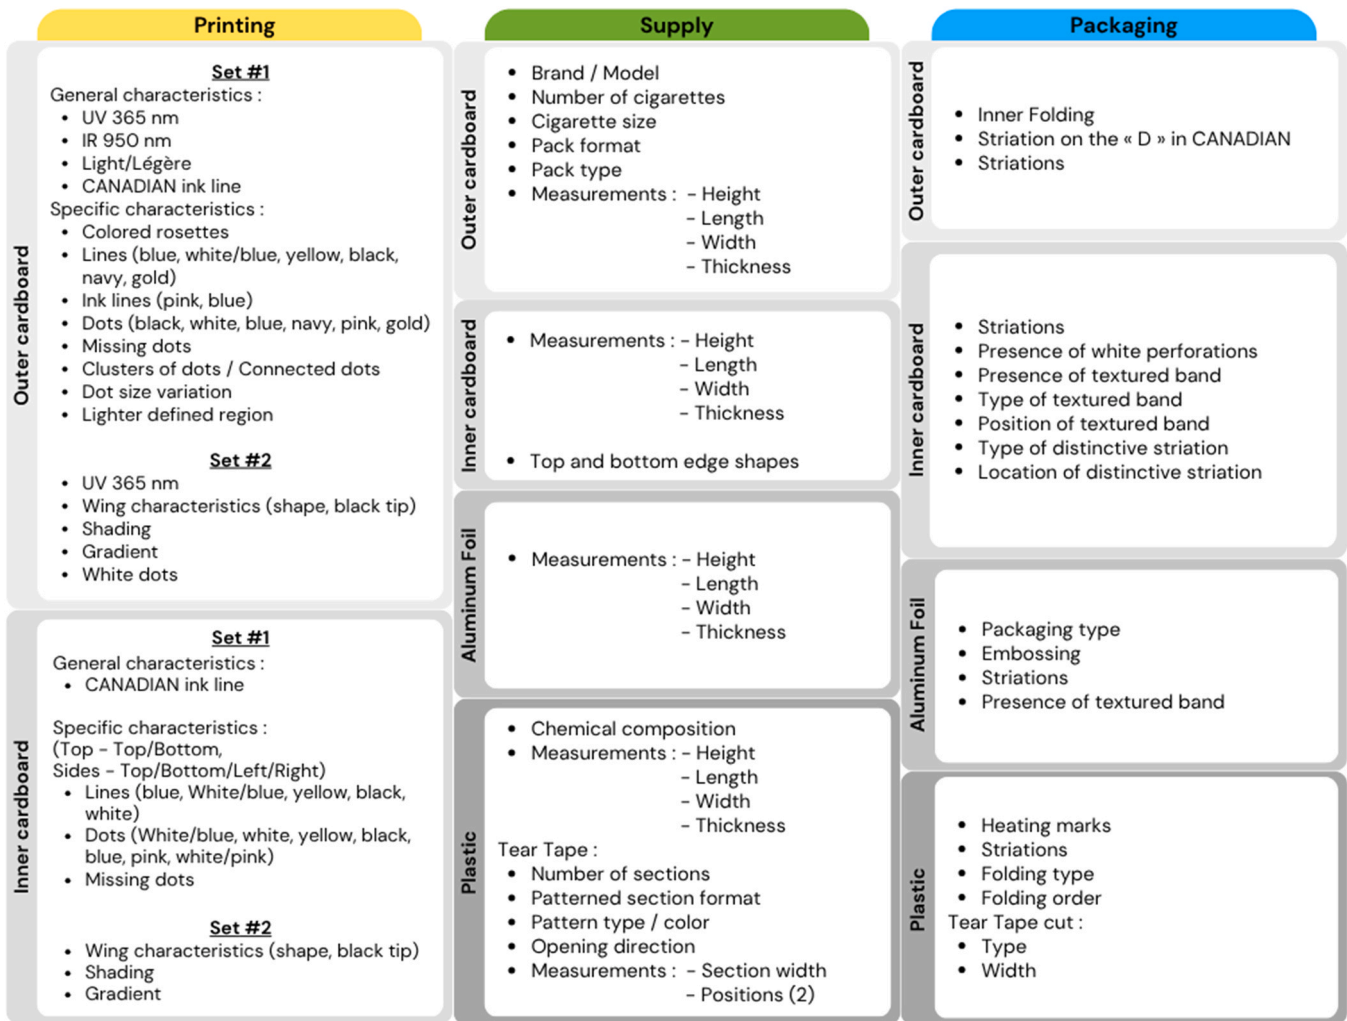 Printing
Outer cardboard
Set #1
General characteristics :
• UV 365 nm
• IR 950 nm
• Light/Légère
• CANADIAN ink line
Specific characteristics :
• Colored rosettes
• Lines (blue, white/blue, yellow, black,
navy, gold)
• Ink lines (pink, blue)
• Dots (black, white, blue, navy, pink, gold)
• Missing dots
• Clusters of dots / Connected dots
• Dot size variation
• Lighter defined region
Set #2
• UV 365 nm
• Wing characteristics (shape, black tip)
• Shading
• Gradient
• White dots
Inner cardboard
Set #1
General characteristics :
• CANADIAN ink line
Specific characteristics :
(Top - Top/Bottom,
Sides - Top/Bottom/Left/Right)
• Lines (blue, White/blue, yellow, black,
white)
• Dots (White/blue, white, yellow, black,
blue, pink, white/pink)
• Missing dots
Set #2
• Wing characteristics (shape, black tip)
• Shading
• Gradient
Supply
Outer cardboard
• Brand / Model
• Number of cigarettes
• Cigarette size
• Pack format
• Pack type
• Measurements : - Height
- Length
- Width
- Thickness
Inner cardboard
• Measurements : - Height
- Length
- Width
- Thickness
• Top and bottom edge shapes
Aluminum Foil
• Measurements : - Height
- Length
- Width
- Thickness
Plastic
• Chemical composition
• Measurements : - Height
- Length
- Width
- Thickness
Tear Tape :
• Number of sections
• Patterned section format
• Pattern type / color
• Opening direction
• Measurements : - Section width
- Positions (2)
Packaging
Outer cardboard
• Inner Folding
• Striation on the « D » in CANADIAN
• Striations
Inner cardboard
• Striations
• Presence of white perforations
• Presence of textured band
• Type of textured band
• Position of textured band
• Type of distinctive striation
• Location of distinctive striation
Aluminum Foil
• Packaging type
• Embossing
• Striations
• Presence of textured band
Plastic
• Heating marks
• Striations
• Folding type
• Folding order
Tear Tape cut :
• Type
• Width